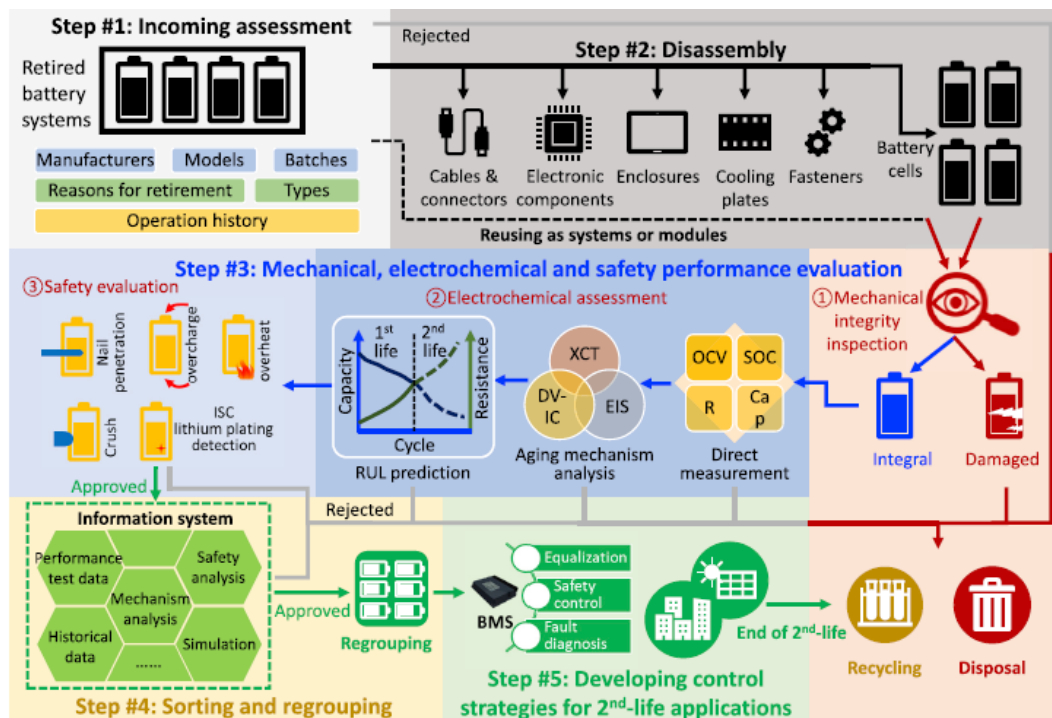 Step #1: Incoming assessment
Rejected
Step #2: Disassembly
Retired
battery
systems
Manufacturers
Models
Batches
Reasons for retirement
Types
Operation history
Cables &
connectors
Electronic
components
Enclosures
Cooling
plates
Fasteners
Battery
cells
Reusing as systems or modules
Step #3: Mechanical, electrochemical and safety performance evaluation
③Safety evaluation
②Electrochemical assessment
①Mechanical
integrity
inspection
Nail
penetration
overcharge
overheat
Crush
ISC
lithium plating
detection
1st
life
2nd
life
Capacity
Resistance
Cycle
RUL prediction
XCT
DV-
IC
EIS
Aging mechanism
analysis
OCV
SOC
R
Ca
p
Direct
measurement
Integral
Damaged
Approved
Rejected
Information system
Performance
test data
Safety
analysis
Mechanism
analysis
Historical
data
Simulation
......
Approved
Regrouping
BMS
Equalization
Safety
control
Fault
diagnosis
End of 2nd-life
Recycling
Disposal
Step #4: Sorting and regrouping
Step #5: Developing control
strategies for 2nd-life applications